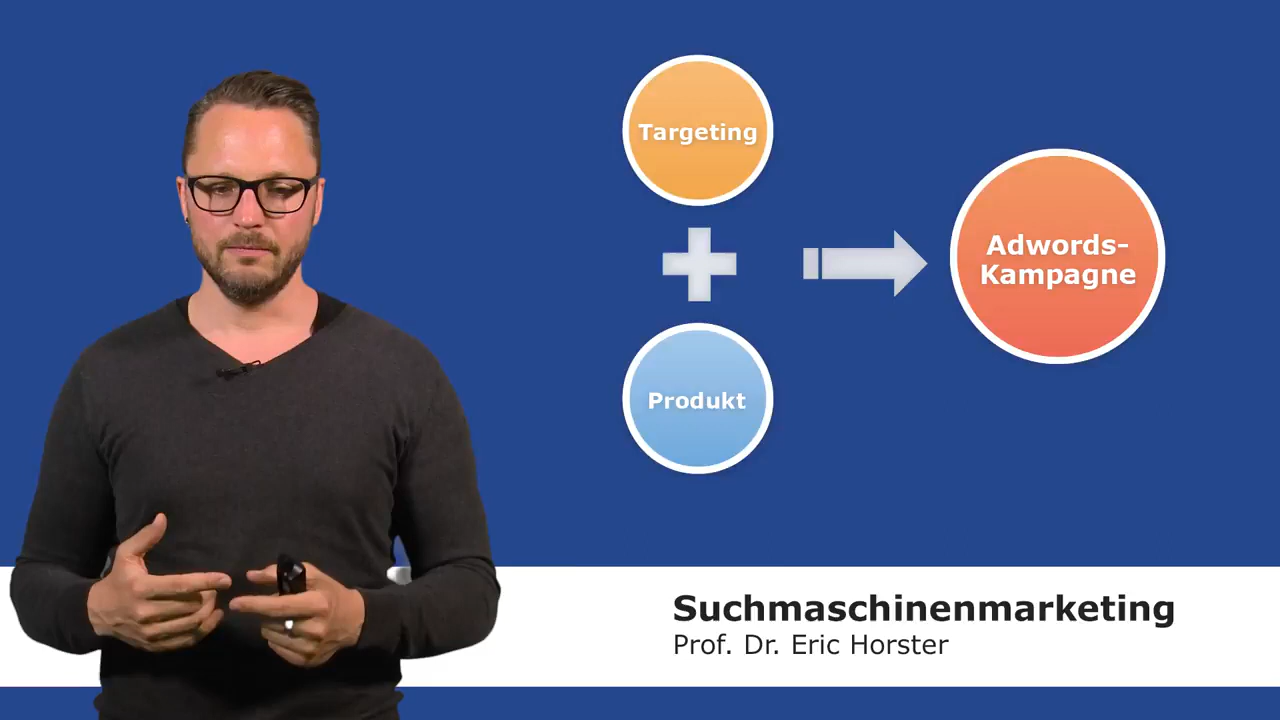 Targeting
Produkt
Adwords-
Kampagne
Suchmaschinenmarketing
Prof. Dr. Eric Horster